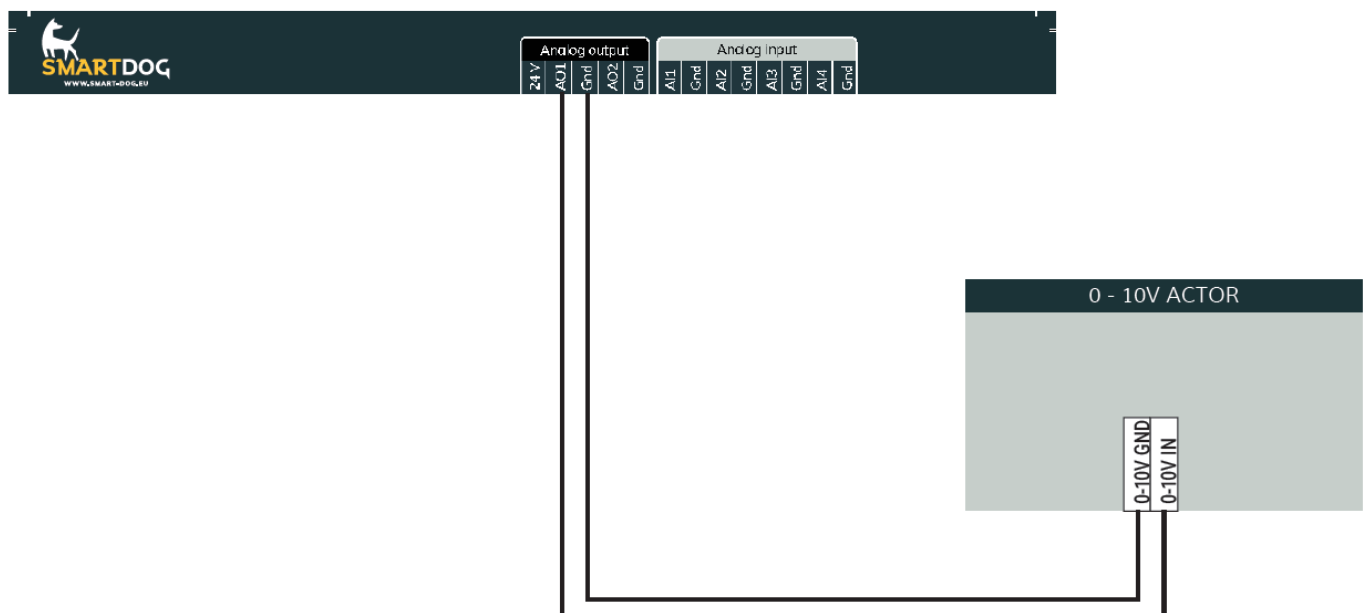 SMARTDOG
WWW.SMART-DOG.EU
Analog output
Analog input
24 V
AO1
Gnd
AO2
Gnd
AI1
Gnd
AI2
Gnd
AI3
Gnd
AI4
Gnd
0 - 10V ACTOR
0-10V GND
0-10V IN